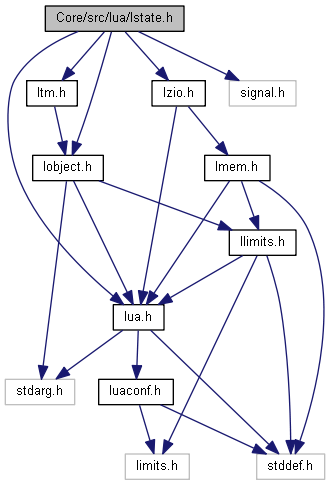 Core/src/lua/lstate.h
ltm.h
lzio.h
signal.h
lobject.h
lmem.h
llimits.h
lua.h
stdarg.h
luaconf.h
limits.h
stddef.h